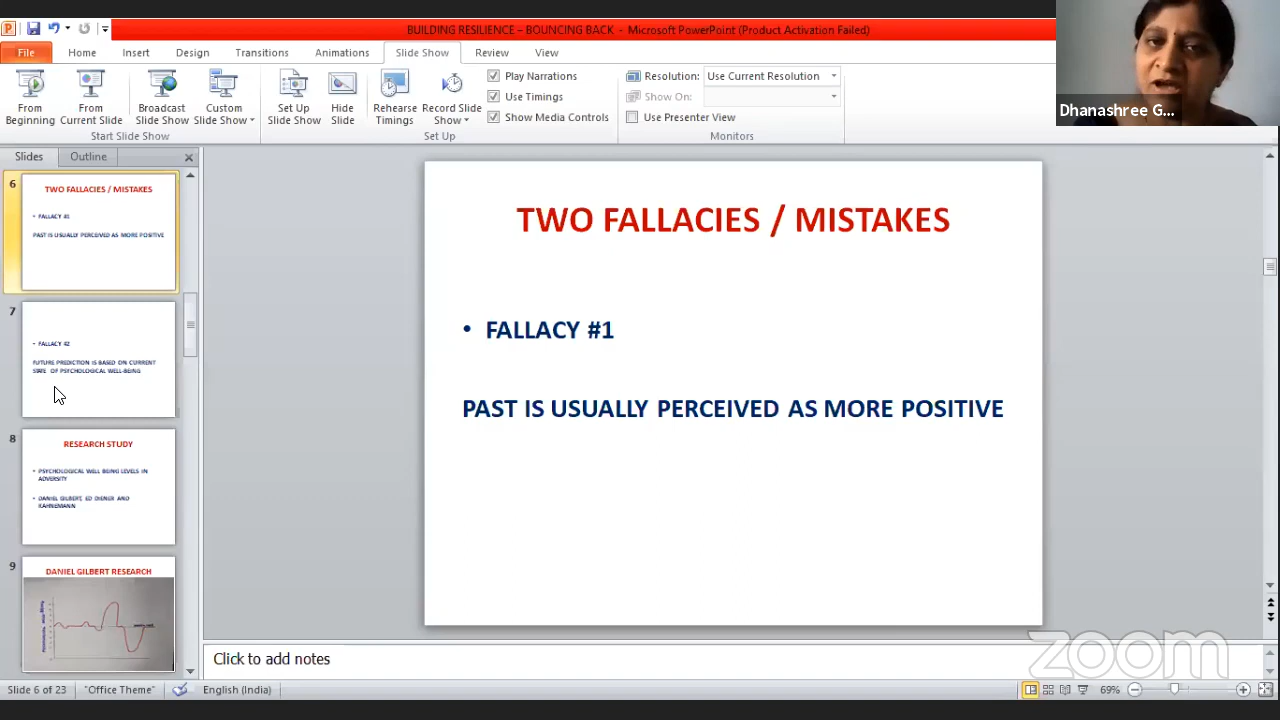 BUILDING RESILIENCE – BOUNCING BACK - Microsoft PowerPoint (Product Activation Failed)
File Home Insert Design Transitions Animations Slide Show Review View
From Beginning
From Current Slide
Broadcast Slide Show
Custom Slide Show
Start Slide Show
Set Up Slide Show
Hide Slide
Rehearse Timings
Record Slide Show
Play Narrations
Use Timings
Show Media Controls
Set Up
Resolution: Use Current Resolution
Show On:
Use Presenter View
Monitors
Dhanashree G...
Slides Outline
6
TWO FALLACIES / MISTAKES
• FALLACY #1
PAST IS USUALLY PERCEIVED AS MORE POSITIVE
7
• FALLACY #2
FUTURE PREDICTION IS BASED ON CURRENT
STATE OF PSYCHOLOGICAL WELL-BEING
8
RESEARCH STUDY
• PSYCHOLOGICAL WELL BEING LEVELS IN
ADVERSITY
• DANIEL GILBERT, ED DIENER AND
KAHNEMANN
9
DANIEL GILBERT RESEARCH
TWO FALLACIES / MISTAKES
• FALLACY #1
PAST IS USUALLY PERCEIVED AS MORE POSITIVE
Click to add notes
zoom
Slide 6 of 23 "Office Theme" English (India) 69%